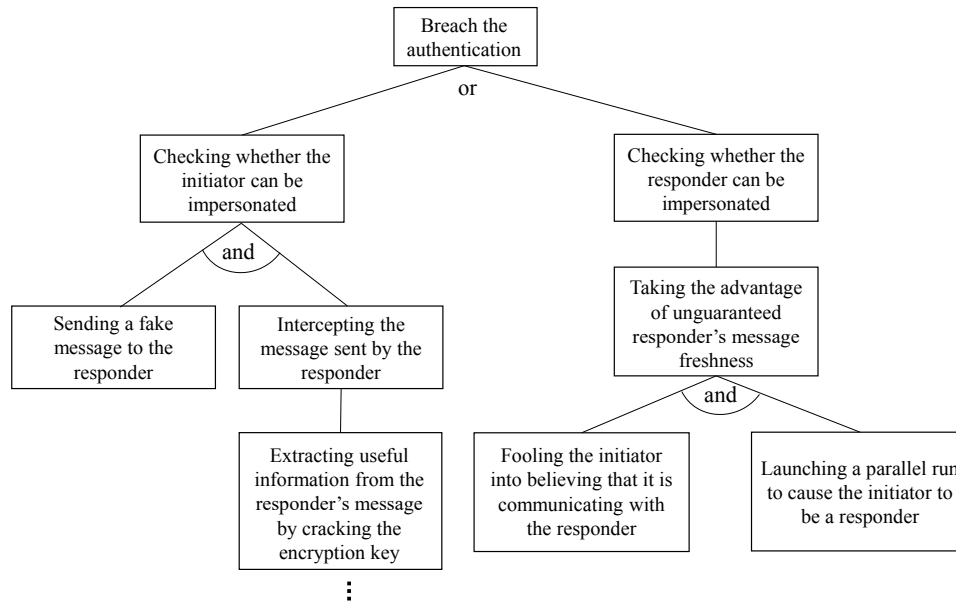 Breach the
authentication
or
Checking whether the
initiator can be
impersonated
Checking whether the
responder can be
impersonated
and
Sending a fake
message to the
responder
Intercepting the
message sent by the
responder
Taking the advantage
of unguaranteed
responder's message
freshness
and
Extracting useful
information from the
responder's message
by cracking the
encryption key
Fooling the initiator
into believing that it is
communicating with
the responder
Launching a parallel run
to cause the initiator to
be a responder